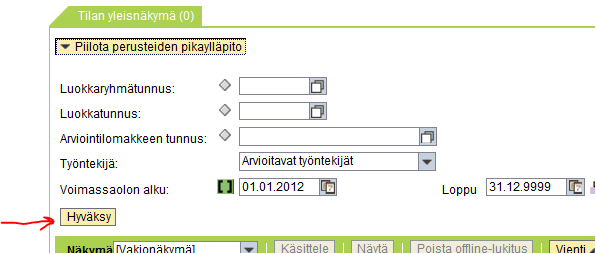 Tilan yleisnäkymä (0)
Piilota perusteiden pikaylläpito
Luokkaryhmätunnus:
Luokkatunnus:
Arviointilomakkeen tunnus:
Työntekijä: Arvioitavat työntekijät
Voimassaolon alku: 01.01.2012 Loppu 31.12.9999
Hyväksy
Näkymä [Vakionäkymä] Käsittele Näytä Poista offline-lukitus Vienti